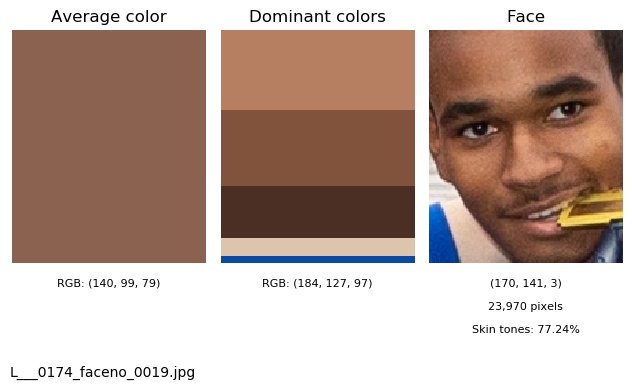 Average color
Dominant colors
Face
RGB: (140, 99, 79)
RGB: (184, 127, 97)
(170, 141, 3)
23,970 pixels
Skin tones: 77.24%
L___0174_faceno_0019.jpg